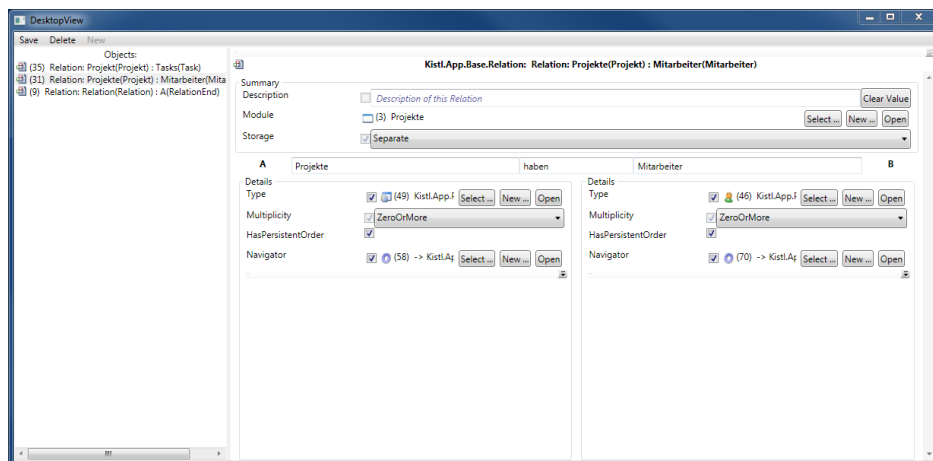 DesktopView
Save Delete New
Objects:
(35) Relation: Projekt(Projekt) : Tasks(Task)
(31) Relation: Projekte(Projekt) : Mitarbeiter(Mita
(9) Relation: Relation(Relation) : A(RelationEnd)
Kistl.App.Base.Relation: Relation: Projekte(Projekt) : Mitarbeiter(Mitarbeiter)
Summary
Description Description of this Relation Clear Value
Module (3) Projekte Select ... New ... Open
Storage Separate
A Projekte haben Mitarbeiter B
Details Details
Type (49) Kistl.App.F Select ... New ... Open Type (46) Kistl.App.F Select ... New ... Open
Multiplicity ZeroOrMore Multiplicity ZeroOrMore
HasPersistentOrder HasPersistentOrder
Navigator (58) -> Kistl.Ap Select ... New ... Open Navigator (70) -> Kistl.Ap Select ... New ... Open